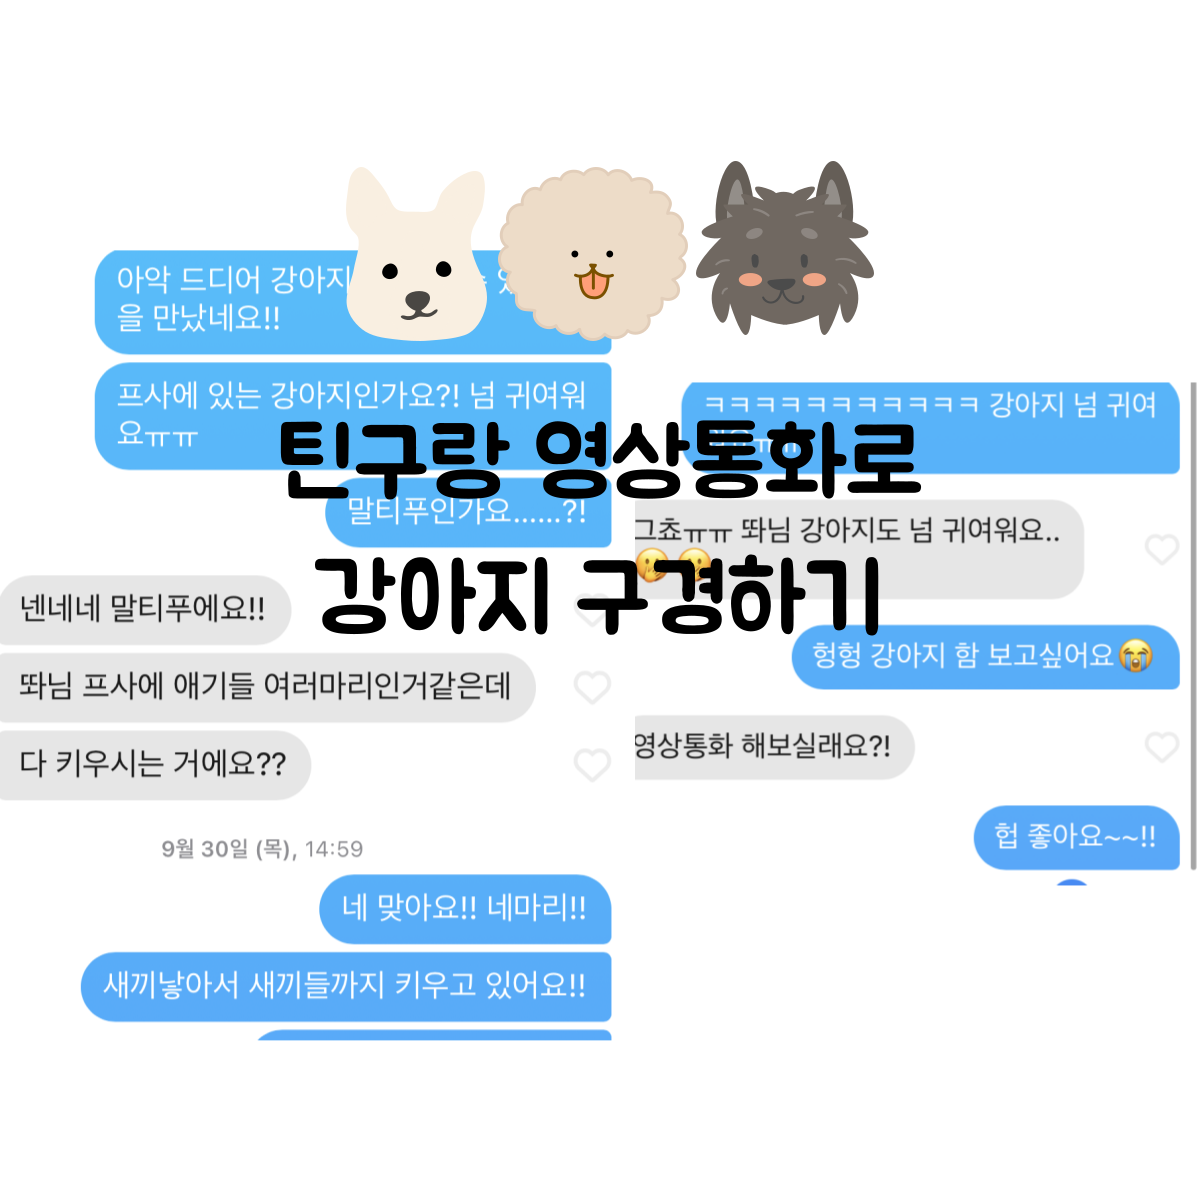 아악 드디어 강아지
을 만났네요!!
프사에 있는 강아지인가요?! 넘 귀여워
요ㅠㅠ
말티푸인가요......?!
넨네네 말티푸에요!!
똬님 프사에 애기들 여러마리인거같은데
다 키우시는 거에요??
9월 30일 (목), 14:59
네 맞아요!! 네마리!!
새끼낳아서 새끼들까지 키우고 있어요!!
틴구랑 영상통화로
강아지 구경하기
ㅋㅋㅋㅋㅋㅋㅋㅋㅋㅋㅋ 강아지 넘 귀여
그쵸ㅠㅠ 똬님 강아지도 넘 귀여워요..
🥲 🥲
헝헝 강아지 함 보고싶어요😭
영상통화 해보실래요?!
헙 좋아요~~!!